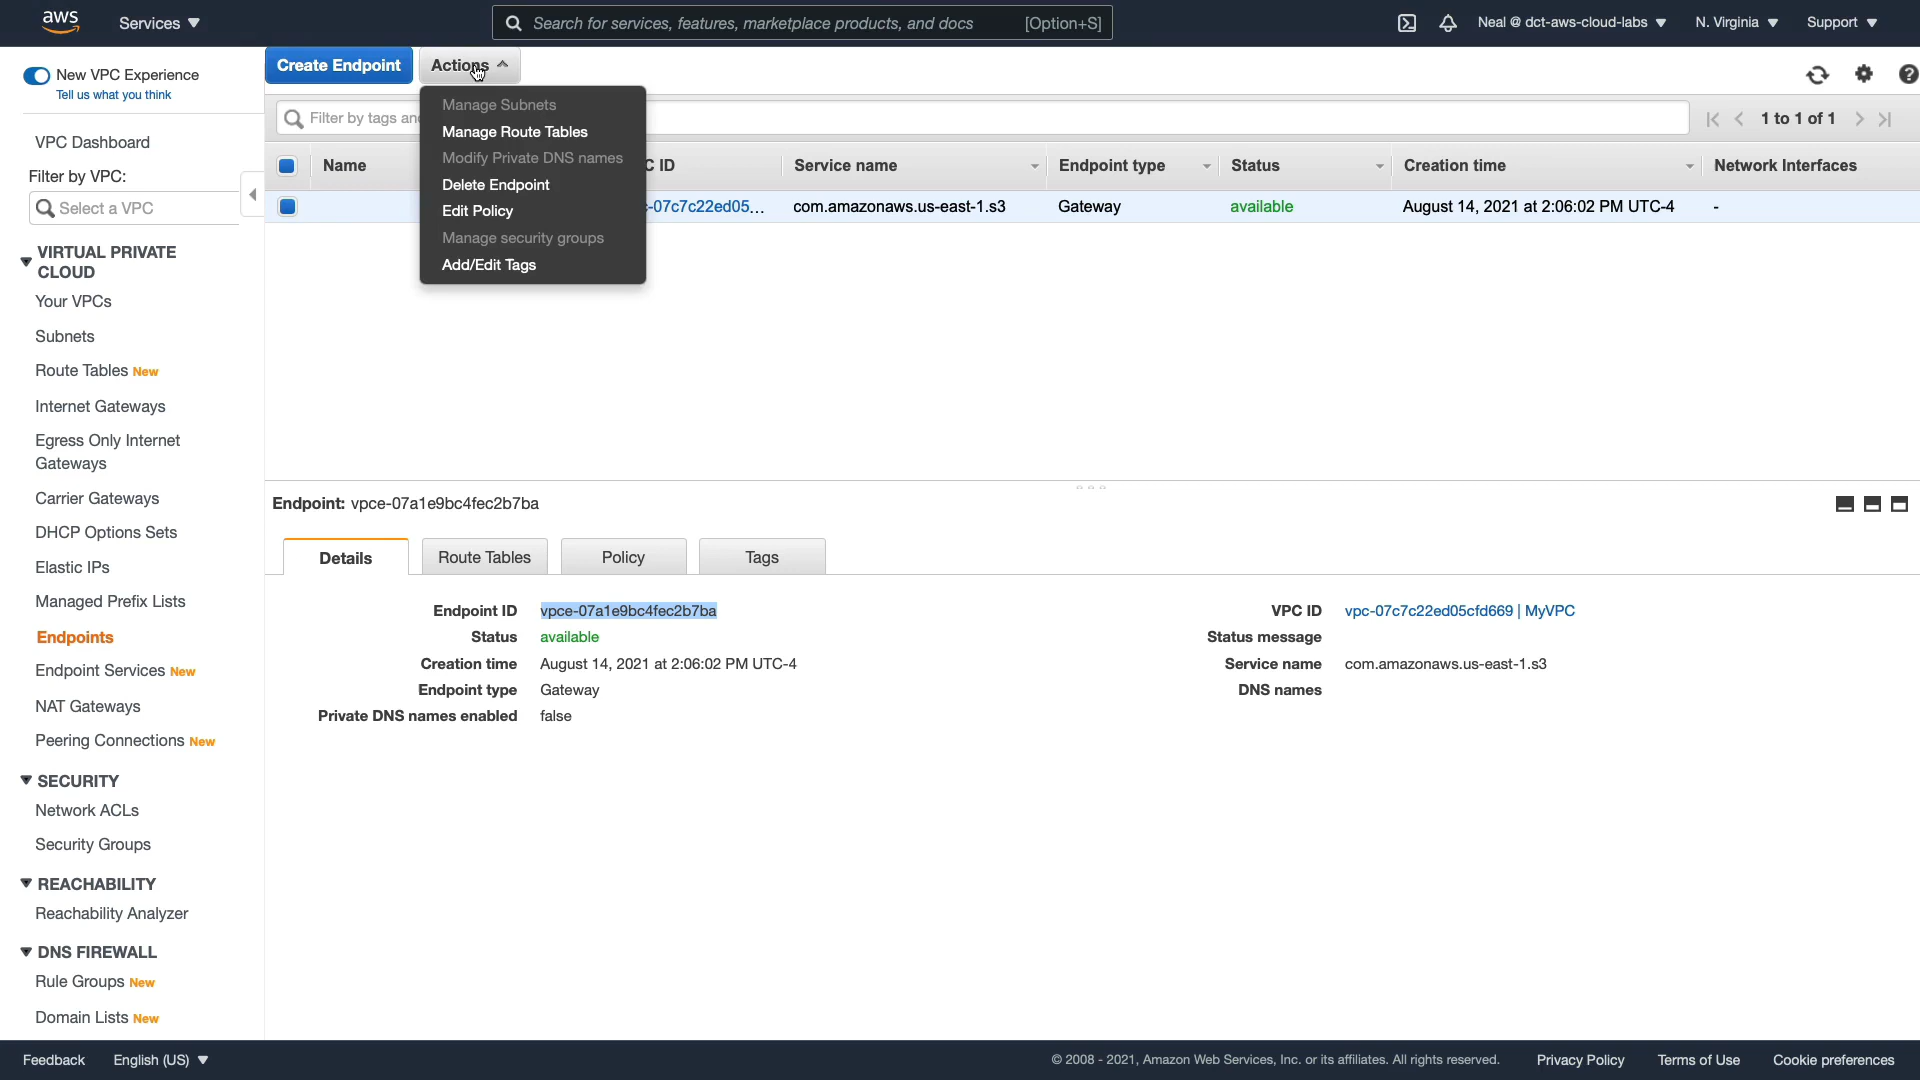 aws
Services
Search for services, features, marketplace products, and docs
[Option+S]
Neal @ dct-aws-cloud-labs
N. Virginia
Support
New VPC Experience
Tell us what you think
VPC Dashboard
Filter by VPC:
Select a VPC
VIRTUAL PRIVATE
CLOUD
Your VPCs
Subnets
Route Tables New
Internet Gateways
Egress Only Internet
Gateways
Carrier Gateways
DHCP Options Sets
Elastic IPs
Managed Prefix Lists
Endpoints
Endpoint Services New
NAT Gateways
Peering Connections New
SECURITY
Network ACLs
Security Groups
REACHABILITY
Reachability Analyzer
DNS FIREWALL
Rule Groups New
Domain Lists New
Create Endpoint
Actions
Manage Subnets
Manage Route Tables
Modify Private DNS names
Delete Endpoint
Edit Policy
Manage security groups
Add/Edit Tags
Filter by tags an
1 to 1 of 1
Name
C ID
Service name
Endpoint type
Status
Creation time
Network Interfaces
-07c7c22ed05...
com.amazonaws.us-east-1.s3
Gateway
available
August 14, 2021 at 2:06:02 PM UTC-4
-
Endpoint: vpce-07a1e9bc4fec2b7ba
Details
Route Tables
Policy
Tags
Endpoint ID vpce-07a1e9bc4fec2b7ba
Status available
Creation time August 14, 2021 at 2:06:02 PM UTC-4
Endpoint type Gateway
Private DNS names enabled false
VPC ID vpc-07c7c22ed05cfd669 | MyVPC
Status message
Service name com.amazonaws.us-east-1.s3
DNS names
Feedback
English (US)
© 2008 - 2021, Amazon Web Services, Inc. or its affiliates. All rights reserved.
Privacy Policy
Terms of Use
Cookie preferences